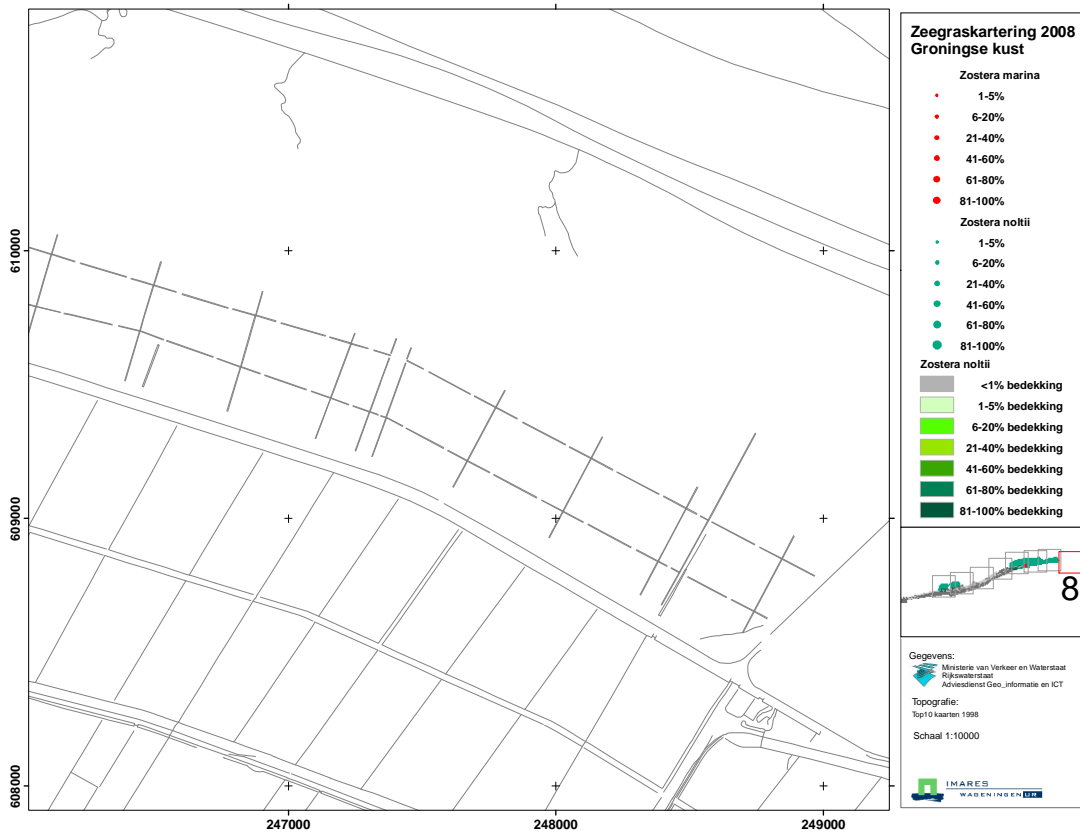 Zeegraskartering 2008
Groningse kust
Zostera marina
1-5%
6-20%
21-40%
41-60%
61-80%
81-100%
Zostera noltii
1-5%
6-20%
21-40%
41-60%
61-80%
81-100%
Zostera noltii
<1% bedekking
1-5% bedekking
6-20% bedekking
21-40% bedekking
41-60% bedekking
61-80% bedekking
81-100% bedekking
8
Gegevens:
Ministerie van Verkeer en Waterstaat
Rijkswaterstaat
Adviesdienst Geo_informatie en ICT
Topografie:
Top10 kaarten 1998
Schaal 1:10000
IMARES
WAGENINGEN UR
610000
609000
608000
247000
248000
249000